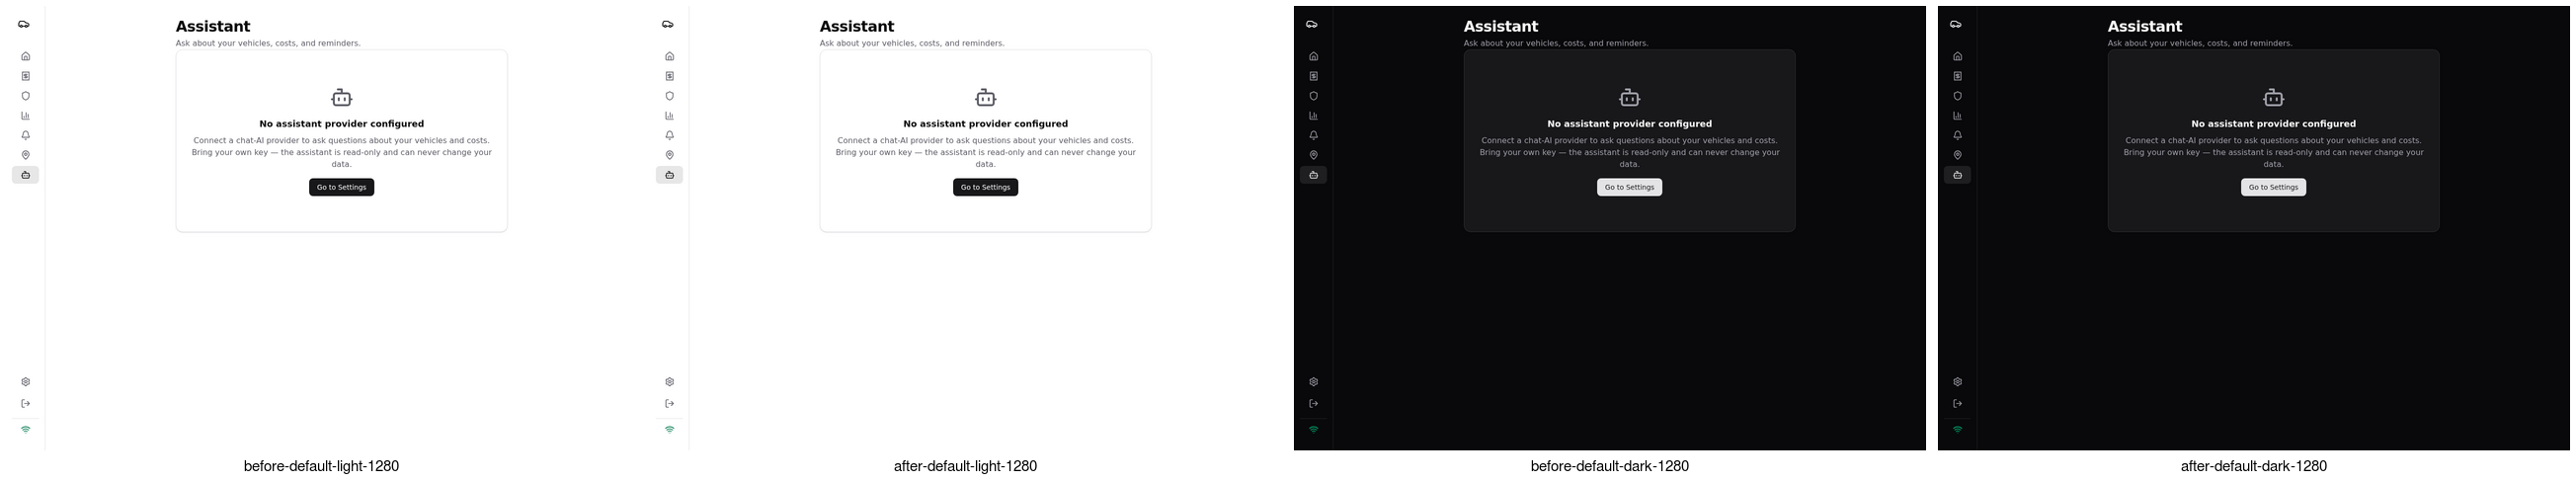 Assistant
Ask about your vehicles, costs, and reminders.
No assistant provider configured
Connect a chat-AI provider to ask questions about your vehicles and costs.
Bring your own key — the assistant is read-only and can never change your
data.
Go to Settings
before-default-light-1280
Assistant
Ask about your vehicles, costs, and reminders.
No assistant provider configured
Connect a chat-AI provider to ask questions about your vehicles and costs.
Bring your own key — the assistant is read-only and can never change your
data.
Go to Settings
after-default-light-1280
Assistant
Ask about your vehicles, costs, and reminders.
No assistant provider configured
Connect a chat-AI provider to ask questions about your vehicles and costs.
Bring your own key — the assistant is read-only and can never change your
data.
Go to Settings
before-default-dark-1280
Assistant
Ask about your vehicles, costs, and reminders.
No assistant provider configured
Connect a chat-AI provider to ask questions about your vehicles and costs.
Bring your own key — the assistant is read-only and can never change your
data.
Go to Settings
after-default-dark-1280